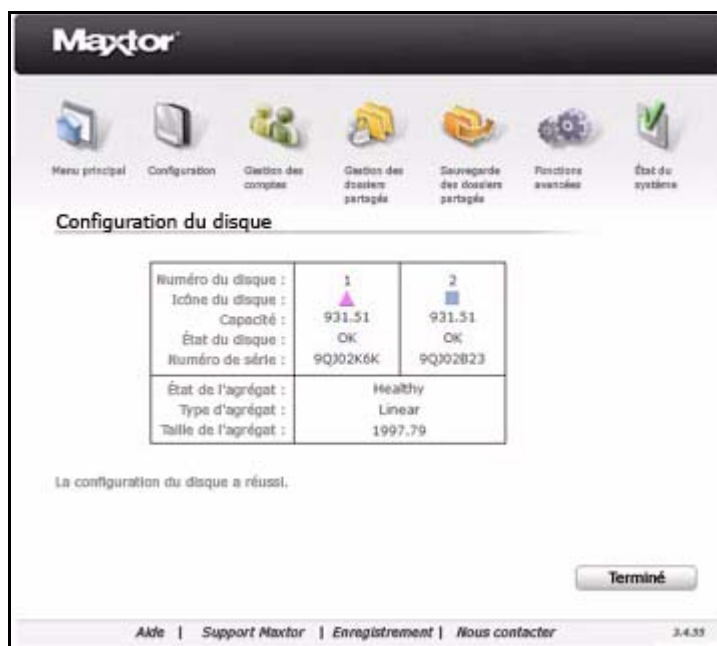 Maxtor
Menu principal
Configuration
Gestion des comptes
Gestion des dossiers partagés
Sauvegarde des dossiers partagés
Fonctions avancées
État du système
Configuration du disque
Numéro du disque : 1 2
Icône du disque :
Capacité : 931.51 931.51
État du disque : OK OK
Numéro de série : 9QJ02K6K 9QJ02B23
État de l'agrégat : Healthy
Type d'agrégat : Linear
Taille de l'agrégat : 1997.79
La configuration du disque a réussi.
Terminé
Aide | Support Maxtor | Enregistrement | Nous contacter 3.4.55